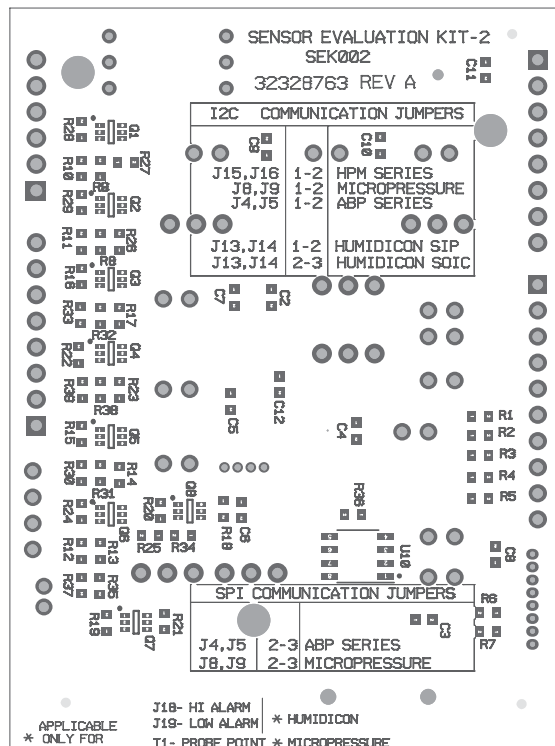 SENSOR EVALUATION KIT-2
SEK002
32328763 REV A
C11
I2C COMMUNICATION JUMPERS
C9
C10
J15,J16 1-2 HPM SERIES
J8,J9 1-2 MICROPRESSURE
J4,J5 1-2 ABP SERIES
J13,J14 1-2 HUMIDICON SIP
J13,J14 2-3 HUMIDICON SOIC
R28
Q1
R10
R27
R29
Q2
R11
R26
R16
Q3
R33
R17
R32
R22
Q4
R39
R23
R38
R15
Q5
R30
R14
R31
R24
Q6
R12
R13
R37
R35
R19
Q7
R21
R20
Q8
R25
R34
R18
C6
C7
C2
C5
C12
C4
R36
U10
R1
R2
R3
R4
R5
SPI COMMUNICATION JUMPERS
R6
R7
C3
J4,J5 2-3 ABP SERIES
J8,J9 2-3 MICROPRESSURE
J18- HI ALARM
J19- LOW ALARM * HUMIDICON
APPLICABLE
* ONLY FOR
T1- PROBE POINT * MICROPRESSURE